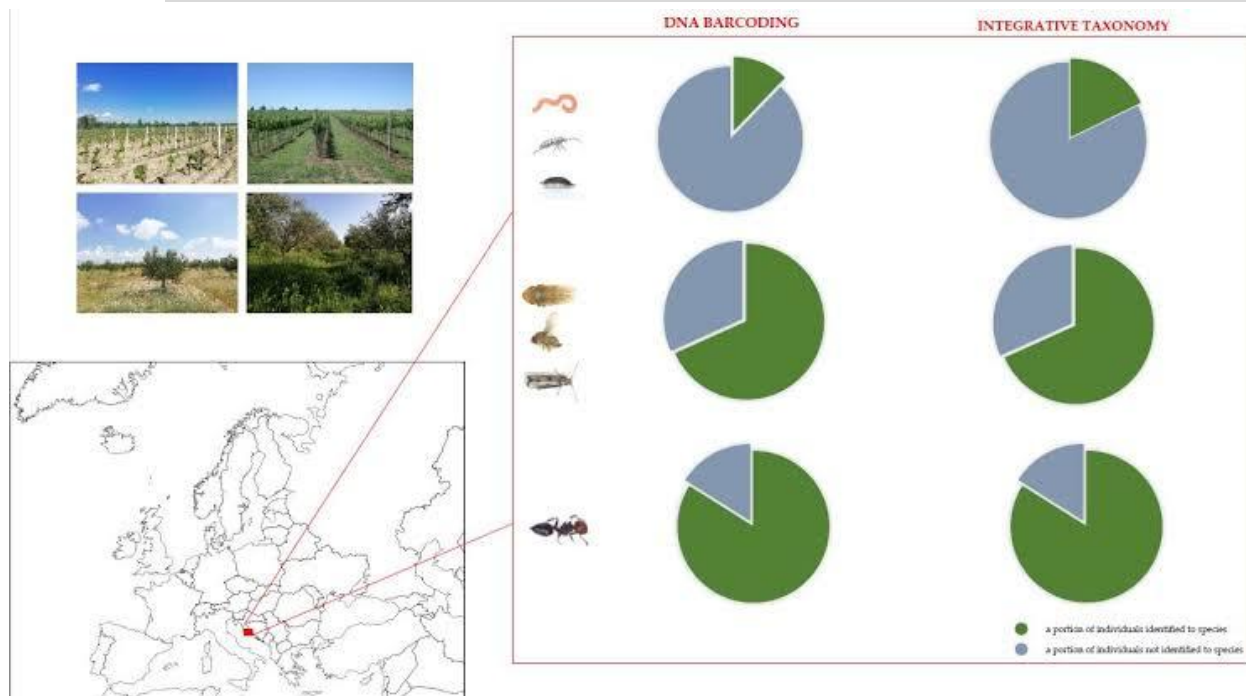 DNA BARCODING
INTEGRATIVE TAXONOMY
a portion of individuals identified to species
a portion of individuals not identified to species